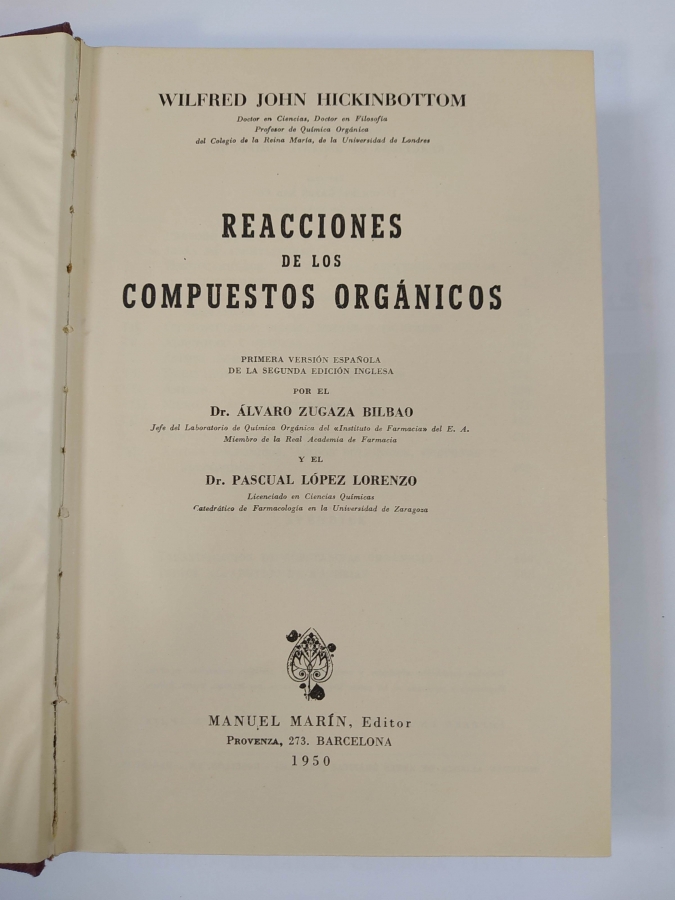 WILFRED JOHN HICKINBOTTOM
Doctor en Ciencias, Doctor en Filosofía
Profesor de Química Orgánica
del Colegio de la Reina María, de la Universidad de Londres
REACCIONES
DE LOS
COMPUESTOS ORGÁNICOS
PRIMERA VERSIÓN ESPAÑOLA
DE LA SEGUNDA EDICIÓN INGLESA
POR EL
Dr. ÁLVARO ZUGAZA BILBAO
Jefe del Laboratorio de Química Orgánica del «Instituto de Farmacia» del E. A.
Miembro de la Real Academia de Farmacia
Y EL
Dr. PASCUAL LÓPEZ LORENZO
Licenciado en Ciencias Químicas
Catedrático de Farmacología en la Universidad de Zaragoza
MANUEL MARÍN, Editor
PROVENZA, 273. BARCELONA
1950